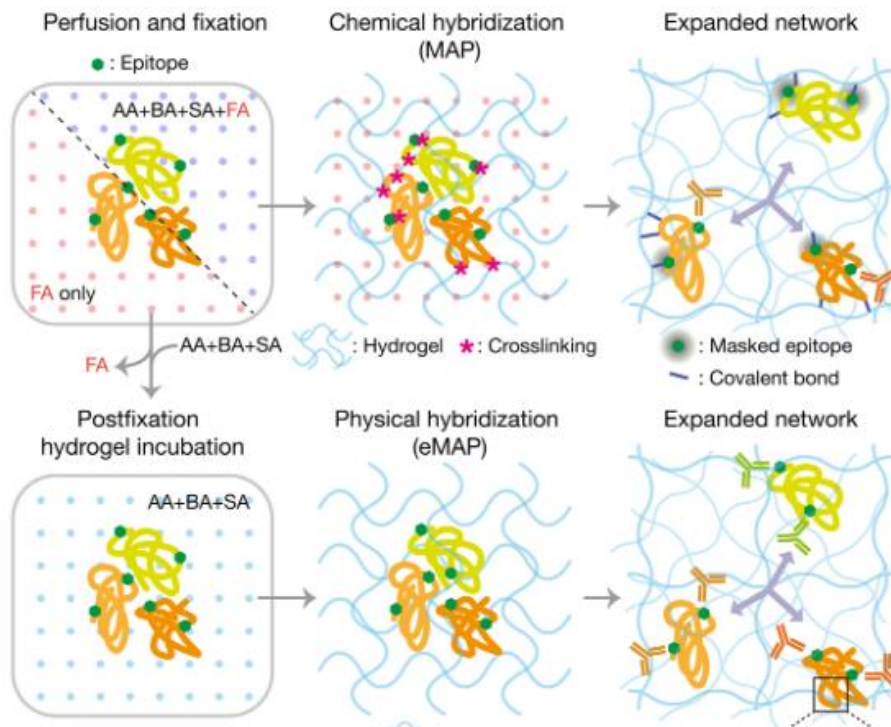 Perfusion and fixation
: Epitope
AA+BA+SA+FA
FA only
Chemical hybridization
(MAP)
Expanded network
: Hydrogel
: Crosslinking
: Masked epitope
: Covalent bond
FA
AA+BA+SA
Postfixation
hydrogel incubation
AA+BA+SA
Physical hybridization
(eMAP)
Expanded network